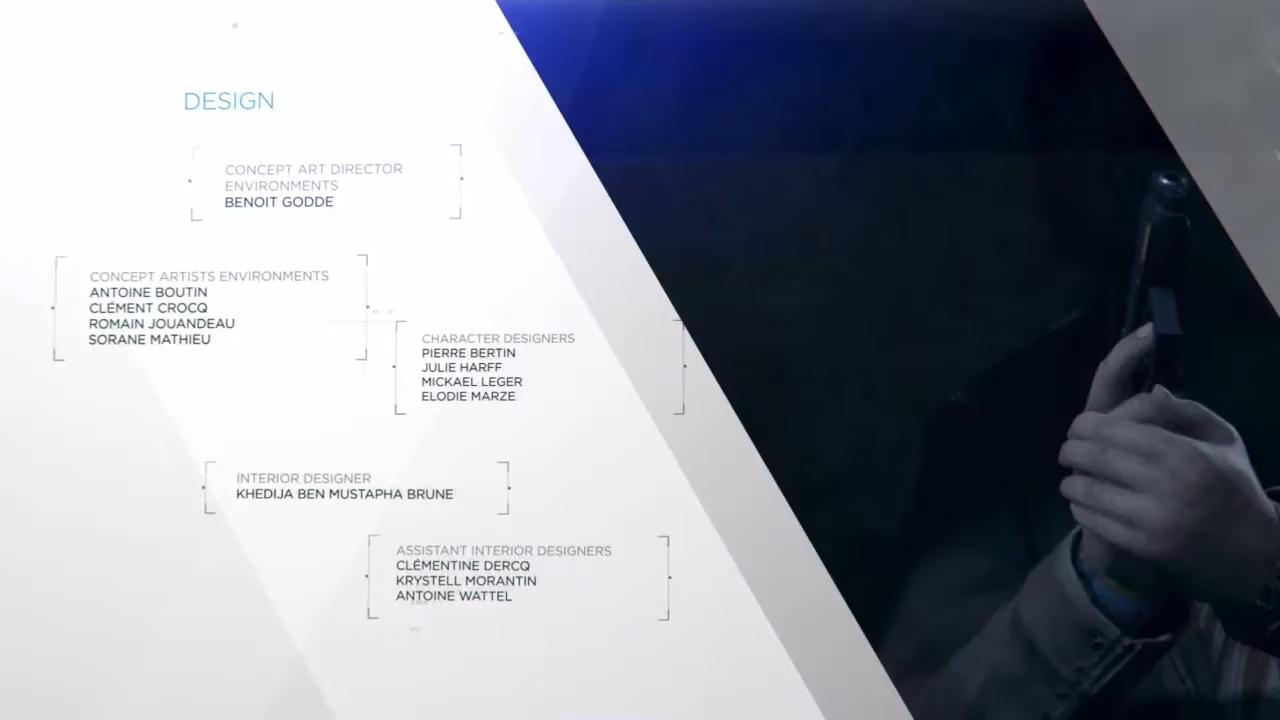 DESIGN
CONCEPT ART DIRECTOR
ENVIRONMENTS
BENOIT GODDE
CONCEPT ARTISTS ENVIRONMENTS
ANTOINE BOUTIN
CLÉMENT CROCQ
ROMAIN JOUANDEAU
SORANE MATHIEU
CHARACTER DESIGNERS
PIERRE BERTIN
JULIE HARFF
MICKAEL LEGER
ELODIE MARZE
INTERIOR DESIGNER
KHEDIJA BEN MUSTAPHA BRUNE
ASSISTANT INTERIOR DESIGNERS
CLÉMENTINE DERCQ
KRYSTELL MORANTIN
ANTOINE WATTEL